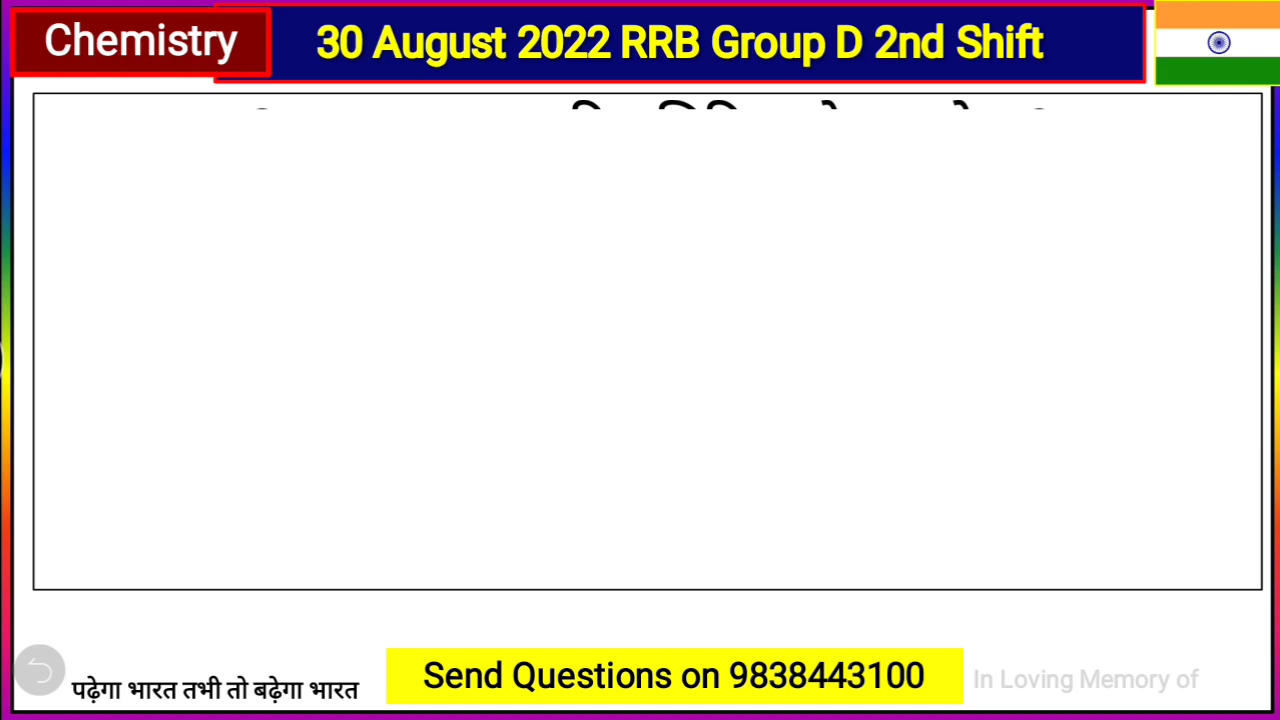 Chemistry
30 August 2022 RRB Group D 2nd Shift
पढ़ेगा भारत तभी तो बढ़ेगा भारत
Send Questions on 9838443100
In Loving Memory of